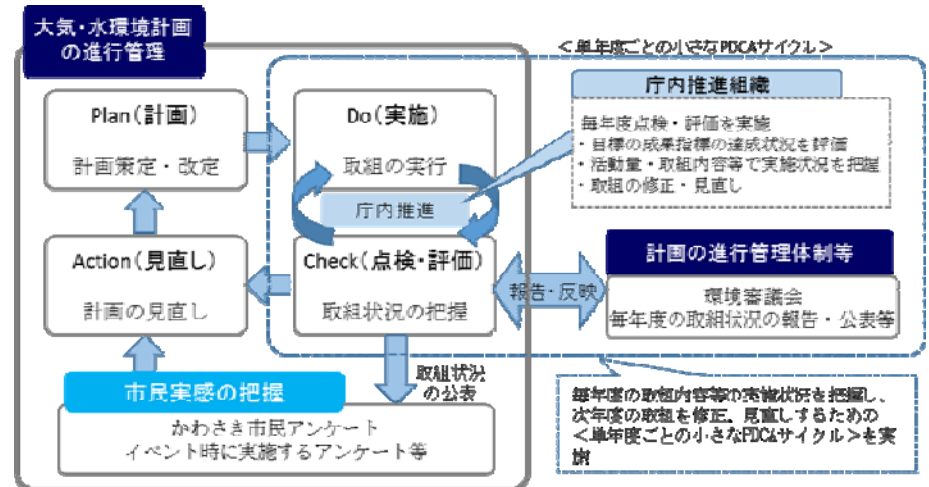 大気・水環境計画
の進行管理
＜単年度ごとの小さなPDCAサイクル＞
庁内推進組織
毎年度点検・評価を実施
・目標の成果指標の達成状況を評価
・活動量・取組内容等で実施状況を把握
・取組の修正・見直し
Plan（計画）
計画策定・改定
Do（実施）
取組の実行
庁内推進
Action（見直し）
計画の見直し
Check（点検・評価）
取組状況の把握
報告・反映
計画の進行管理体制等
環境審議会
毎年度の取組状況の報告・公表等
取組状況
の公表
市民実感の把握
かわさき市民アンケート
イベント時に実施するアンケート等
毎年度の取組内容等の実施状況を把握し、
次年度の取組を修正、見直しするための
＜単年度ごとの小さなPDCAサイクル＞を実
施